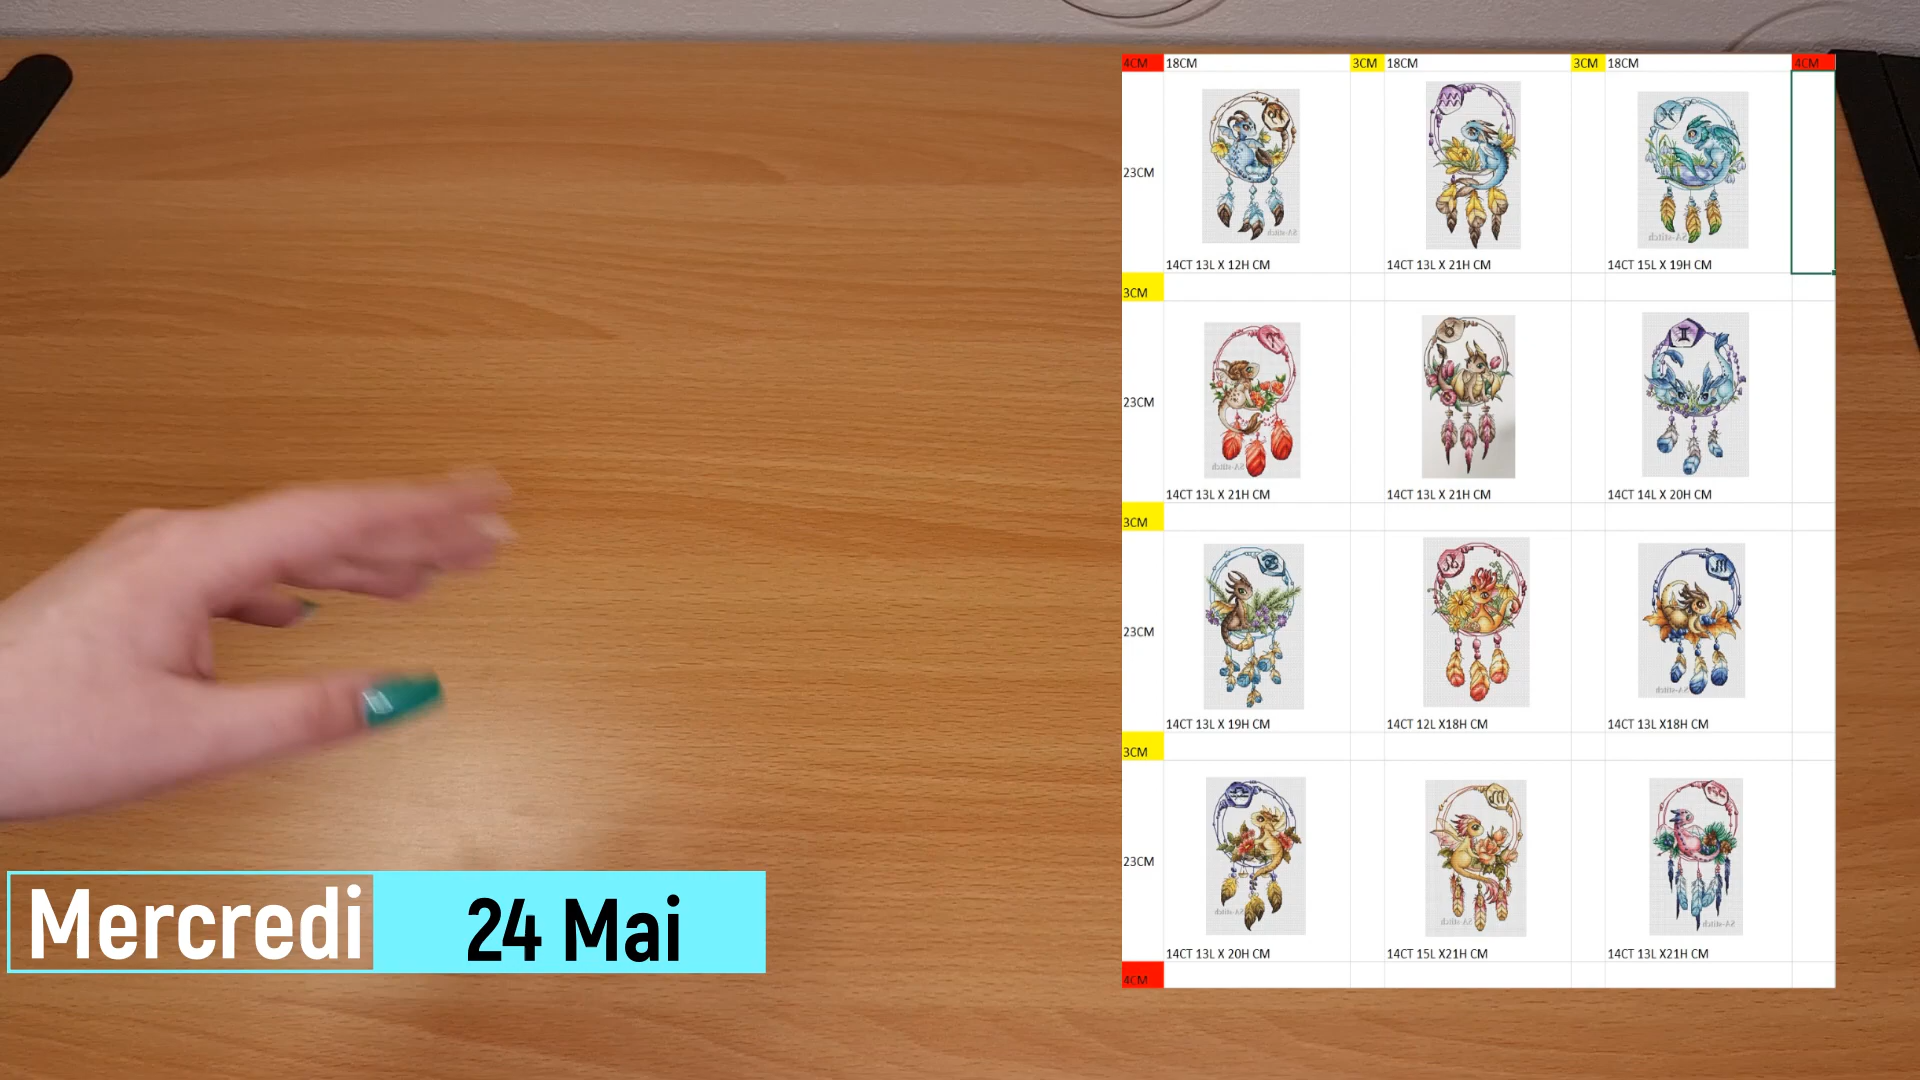 4CM 18CM 3CM 18CM 3CM 18CM 4CM
23CM
14CT 13L X 12H CM 14CT 13L X 21H CM 14CT 15L X 19H CM
3CM
23CM
14CT 13L X 21H CM 14CT 13L X 21H CM 14CT 14L X 20H CM
3CM
23CM
14CT 13L X 19H CM 14CT 12L X18H CM 14CT 13L X18H CM
3CM
23CM
14CT 13L X 20H CM 14CT 15L X21H CM 14CT 13L X21H CM
4CM
Mercredi 24 Mai